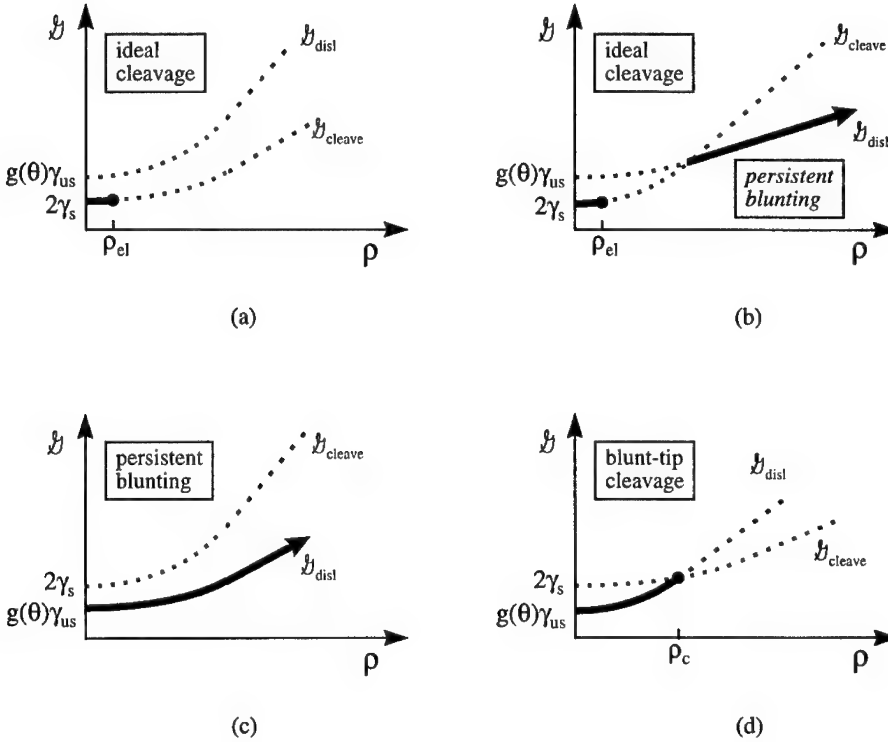 𝒢
ideal
cleavage
𝒢disl
𝒢cleave
g(θ)γus
2γs
ρel
ρ
(a)
𝒢
ideal
cleavage
𝒢cleave
𝒢disl
g(θ)γus
persistent
blunting
2γs
ρel
ρ
(b)
𝒢
persistent
blunting
𝒢cleave
2γs
𝒢disl
g(θ)γus
ρ
(c)
𝒢
blunt-tip
cleavage
𝒢disl
𝒢cleave
2γs
g(θ)γus
ρc
ρ
(d)